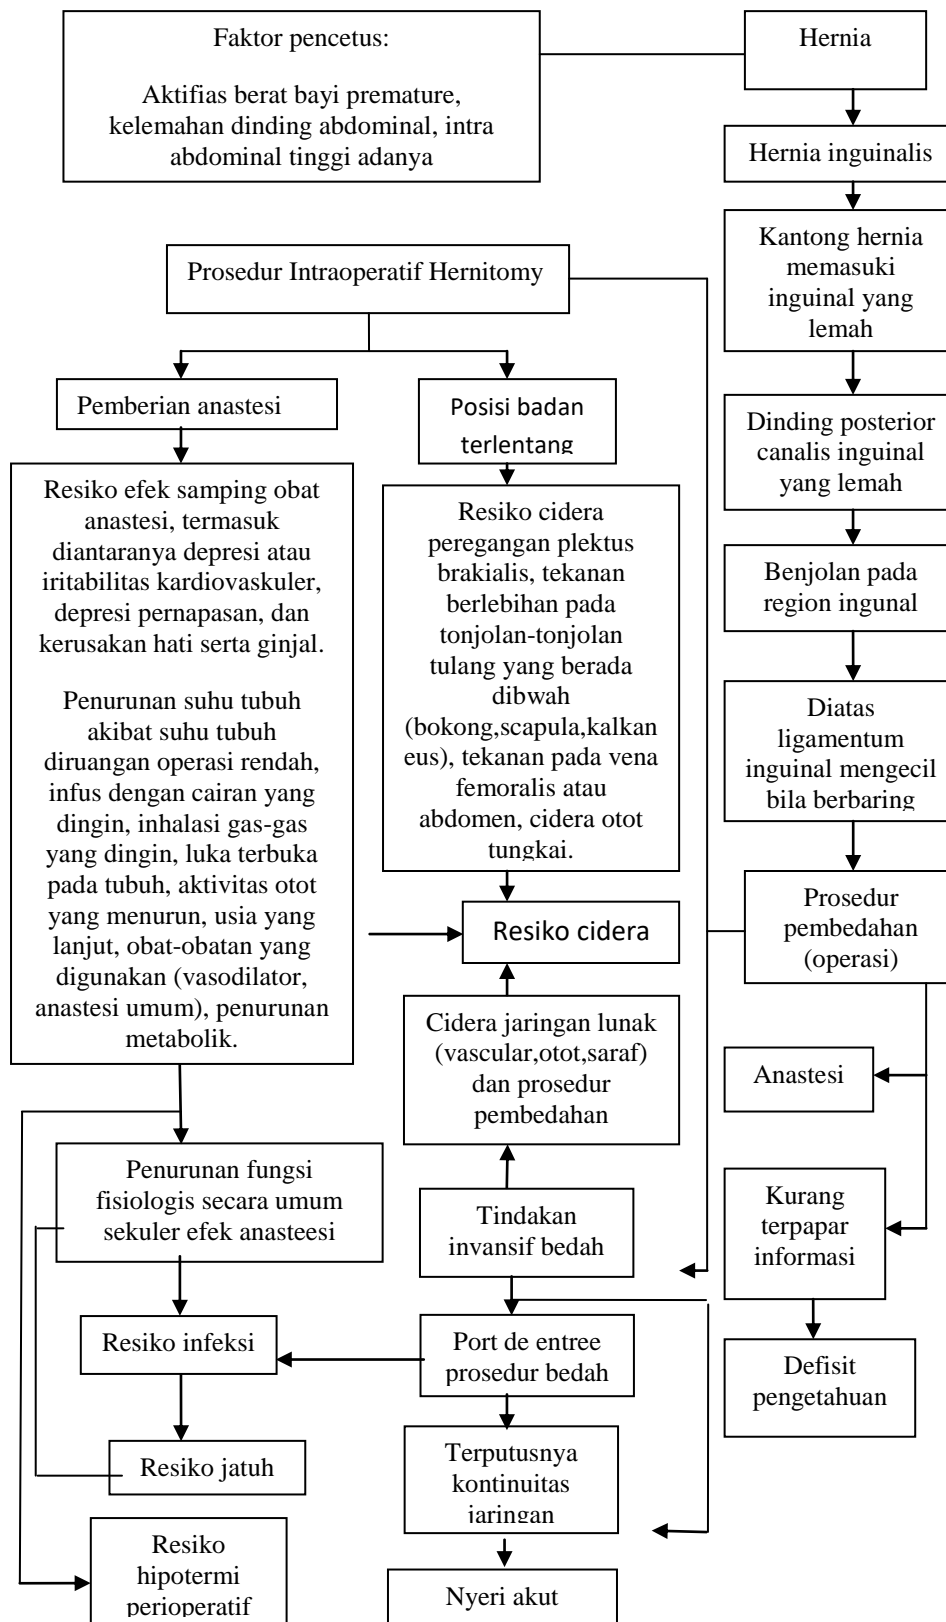 Faktor pencetus:
Aktifias berat bayi premature,
kelemahan dinding abdominal, intra
abdominal tinggi adanya
Hernia
Hernia inguinalis
Kantong hernia
memasuki
inguinal yang
lemah
Dinding posterior
canalis inguinal
yang lemah
Benjolan pada
region ingunal
Diatas
ligamentum
inguinal mengecil
bila berbaring
Prosedur
pembedahan
(operasi)
Anastesi
Kurang
terpapar
informasi
Defisit
pengetahuan
Prosedur Intraoperatif Hernitomy
Pemberian anastesi
Resiko efek samping obat
anastesi, termasuk
diantaranya depresi atau
iritabilitas kardiovaskuler,
depresi pernapasan, dan
kerusakan hati serta ginjal.
Penurunan suhu tubuh
akibat suhu tubuh
diruangan operasi rendah,
infus dengan cairan yang
dingin, inhalasi gas-gas
yang dingin, luka terbuka
pada tubuh, aktivitas otot
yang menurun, usia yang
lanjut, obat-obatan yang
digunakan (vasodilator,
anastesi umum), penurunan
metabolik.
Posisi badan
terlentang
Resiko cidera
peregangan plektus
brakialis, tekanan
berlebihan pada
tonjolan-tonjolan
tulang yang berada
dibwah
(bokong,scapula,kalkan
eus), tekanan pada vena
femoralis atau
abdomen, cidera otot
tungkai.
Resiko cidera
Cidera jaringan lunak
(vascular,otot,saraf)
dan prosedur
pembedahan
Tindakan
invansif bedah
Port de entree
prosedur bedah
Terputusnya
kontinuitas
jaringan
Nyeri akut
Penurunan fungsi
fisiologis secara umum
sekuler efek anasteesi
Resiko infeksi
Resiko jatuh
Resiko
hipotermi
perioperatif